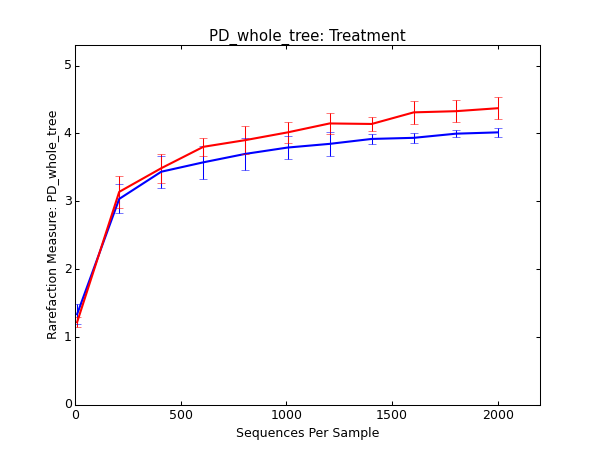 PD_whole_tree: Treatment
Rarefaction Measure: PD_whole_tree
5
4
3
2
1
0
0 500 1000 1500 2000
Sequences Per Sample